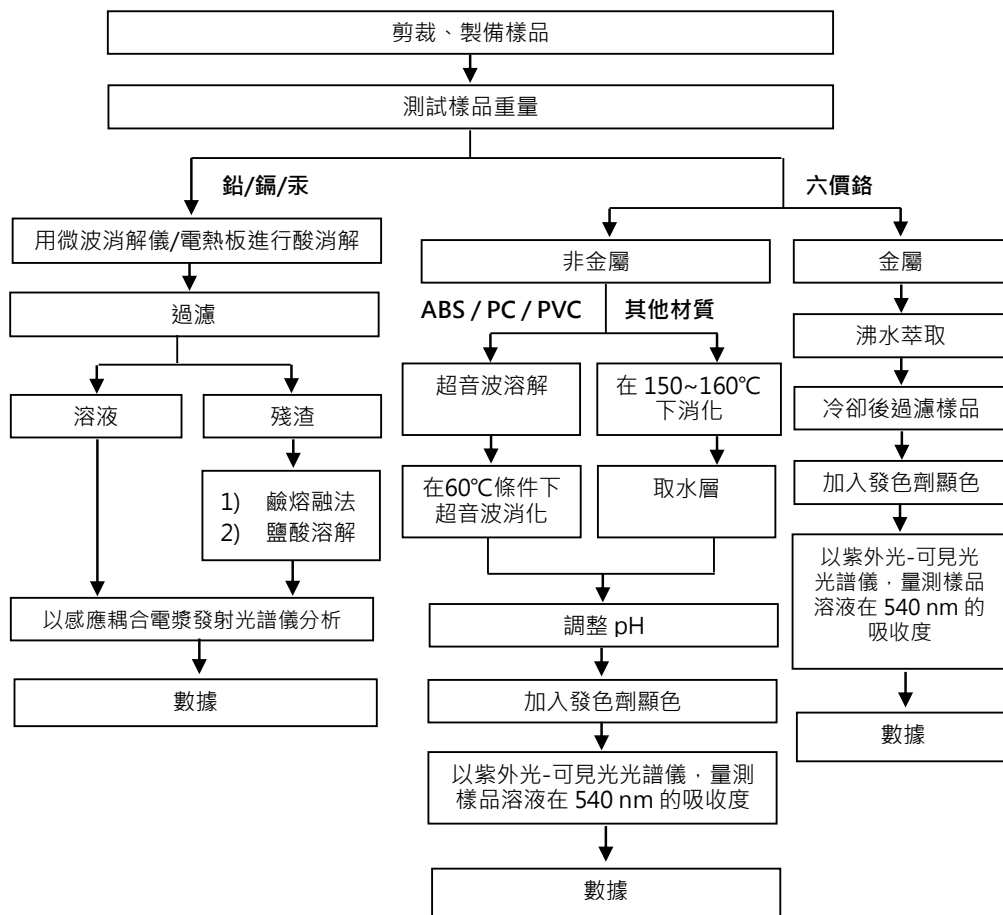 剪裁、製備樣品
測試樣品重量
鉛/鎘/汞
六價鉻
用微波消解儀/電熱板進行酸消解
過濾
溶液
殘渣
1) 鹼熔融法
2) 鹽酸溶解
以感應耦合電漿發射光譜儀分析
數據
非金屬
ABS / PC / PVC
其他材質
超音波溶解
在 150~160℃
下消化
在60℃條件下
超音波消化
取水層
調整 pH
加入發色劑顯色
以紫外光-可見光光譜儀，量測
樣品溶液在 540 nm 的吸收度
數據
金屬
沸水萃取
冷卻後過濾樣品
加入發色劑顯色
以紫外光-可見光
光譜儀，量測樣品
溶液在 540 nm 的
吸收度
數據